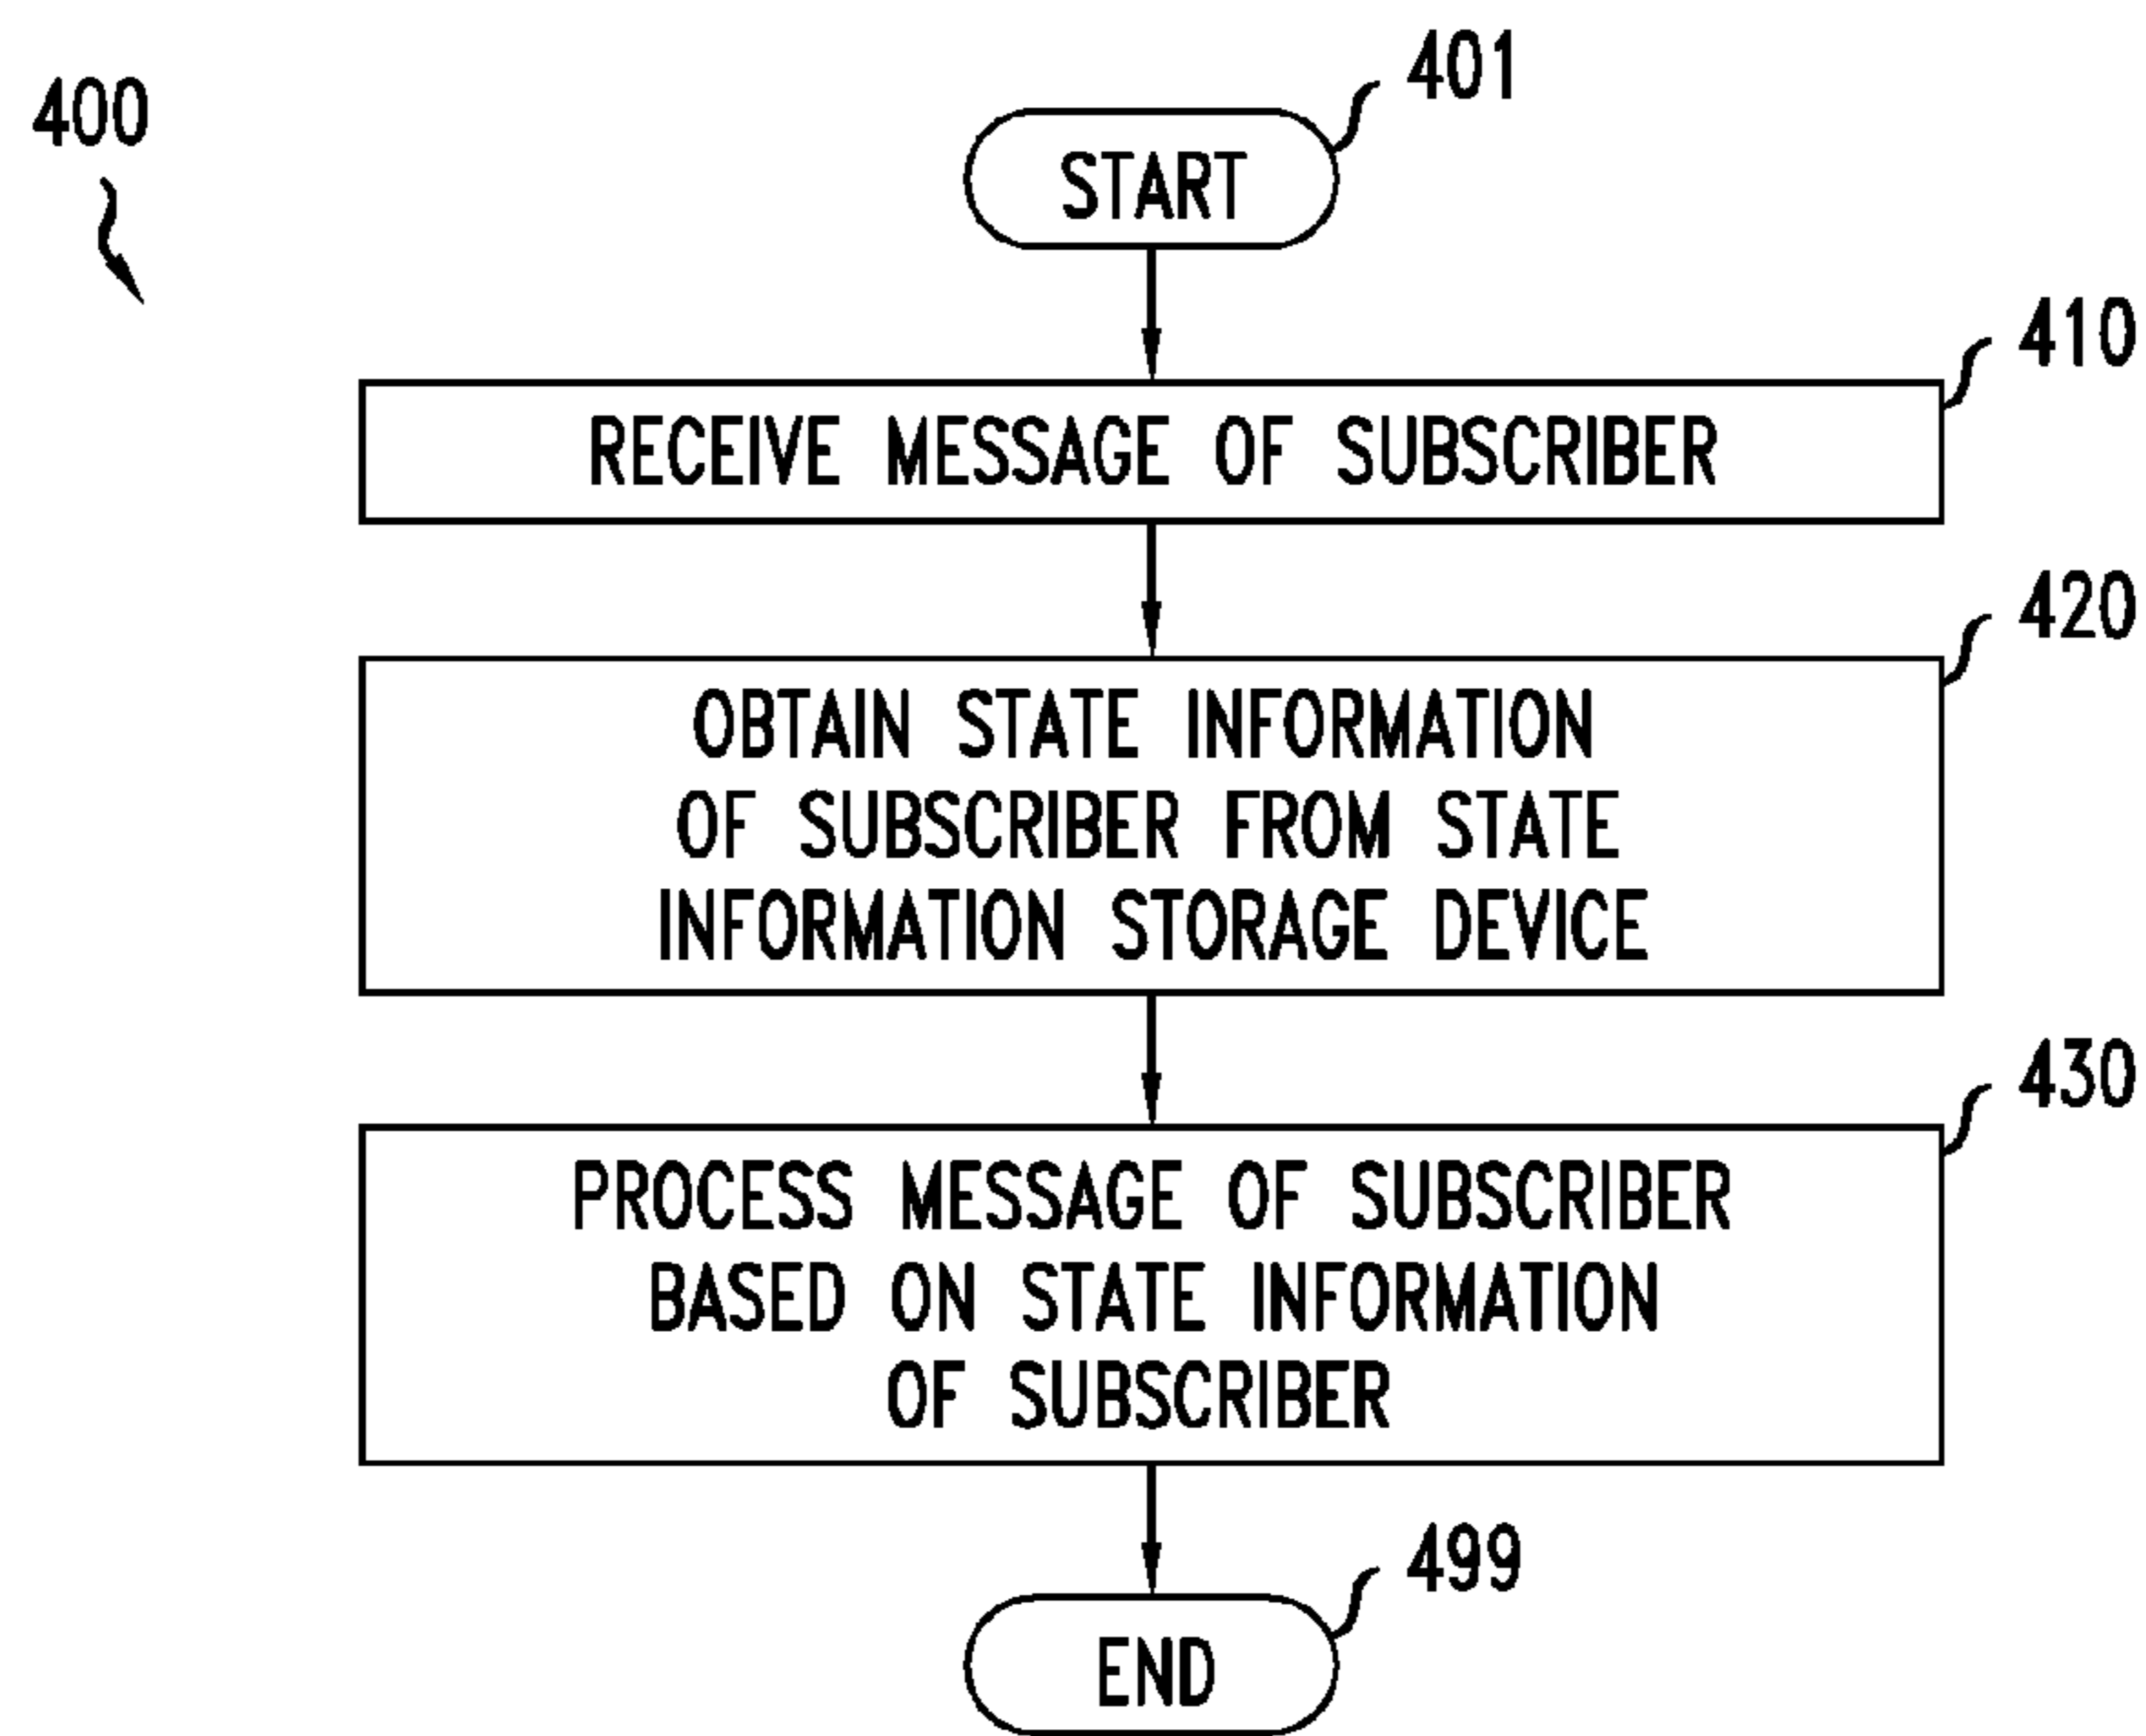 400
401
START
410
RECEIVE MESSAGE OF SUBSCRIBER
420
OBTAIN STATE INFORMATION
OF SUBSCRIBER FROM STATE
INFORMATION STORAGE DEVICE
430
PROCESS MESSAGE OF SUBSCRIBER
BASED ON STATE INFORMATION
OF SUBSCRIBER
499
END